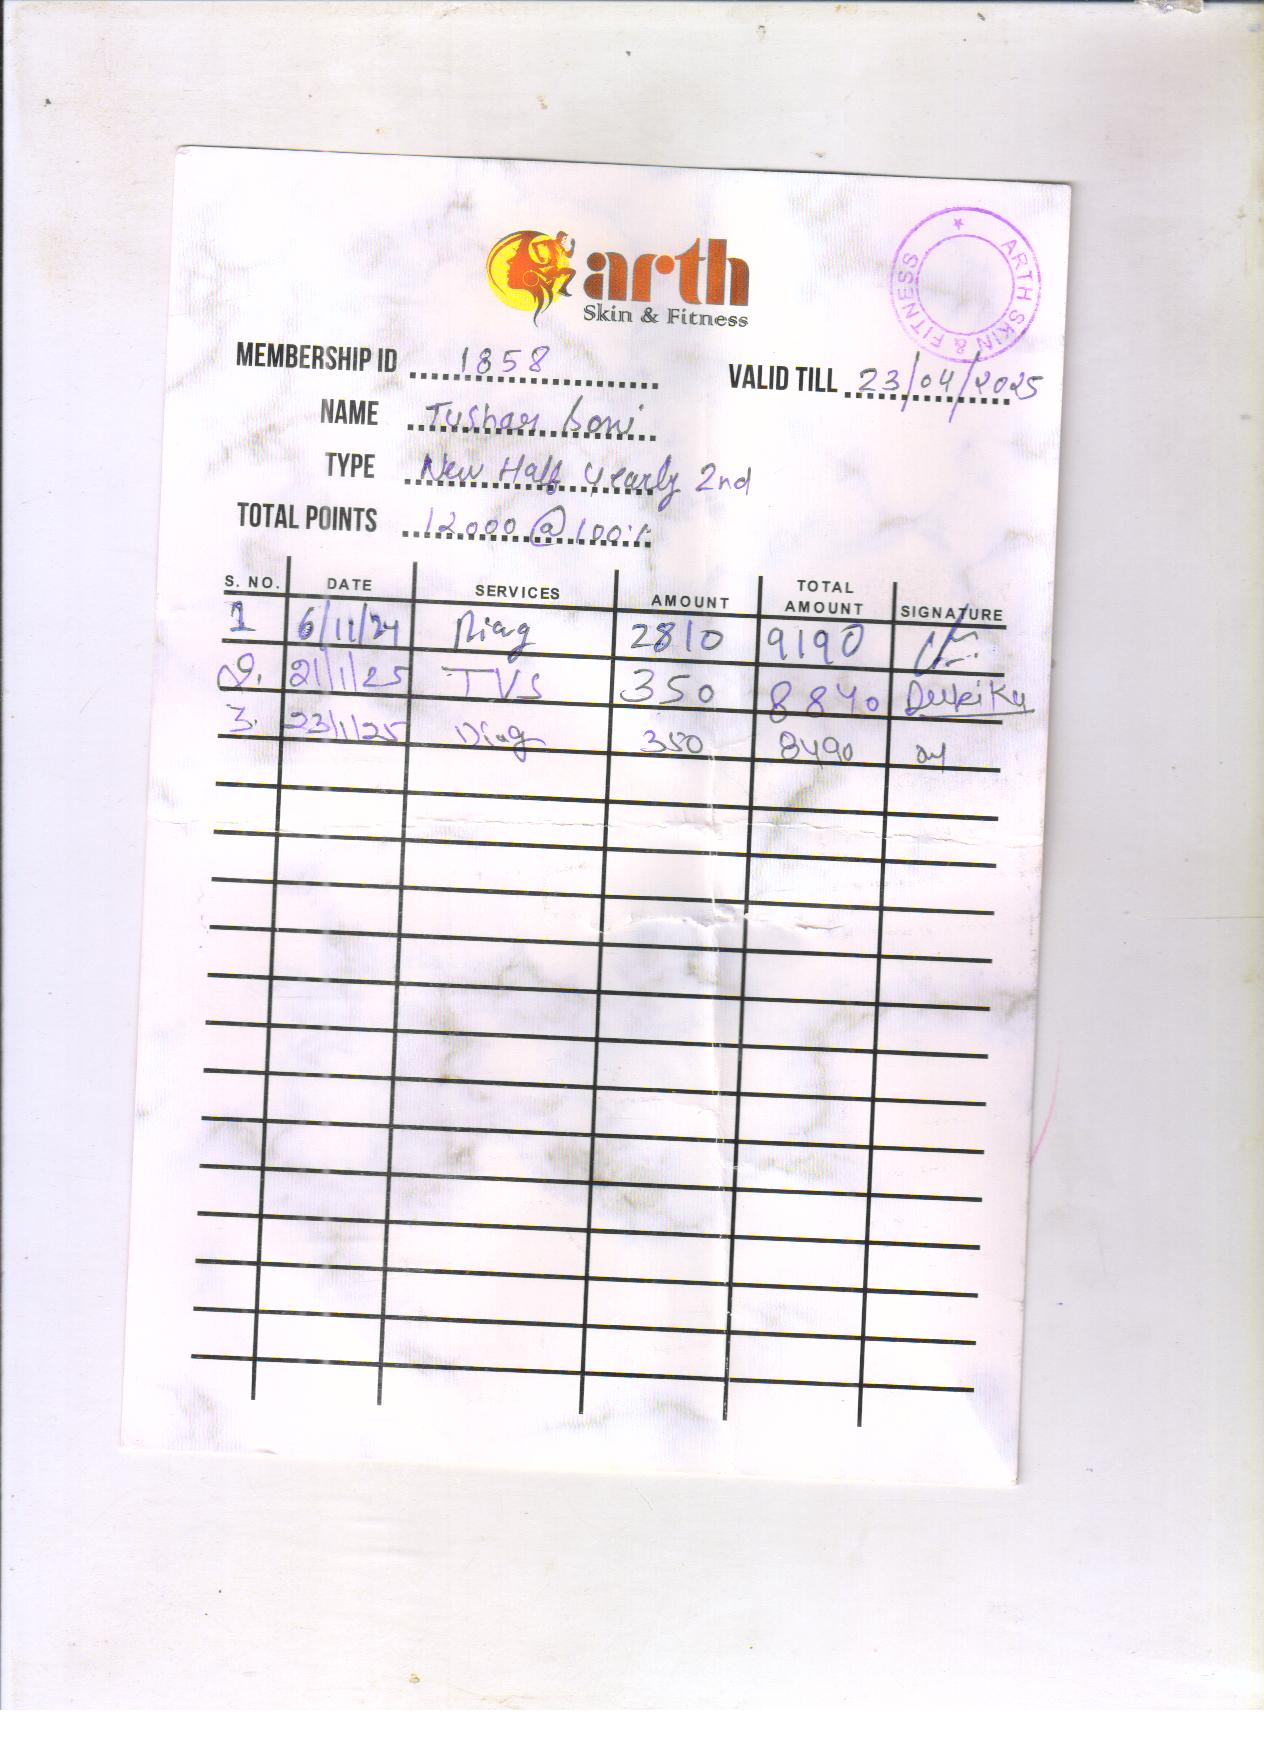 arth
Skin & Fitness
ARTH SKIN & FITNESS
MEMBERSHIP ID 1858
VALID TILL 23/04/2025
NAME Tushar Soni
TYPE New Half Yearly 2nd
TOTAL POINTS 12000 @ 100%
S. NO. DATE SERVICES AMOUNT TOTAL AMOUNT SIGNATURE
1 6/11/24 Diag 2810 9190
2. 21/1/25 TVS 350 8840
3. 23/1/25 Diag 350 8490